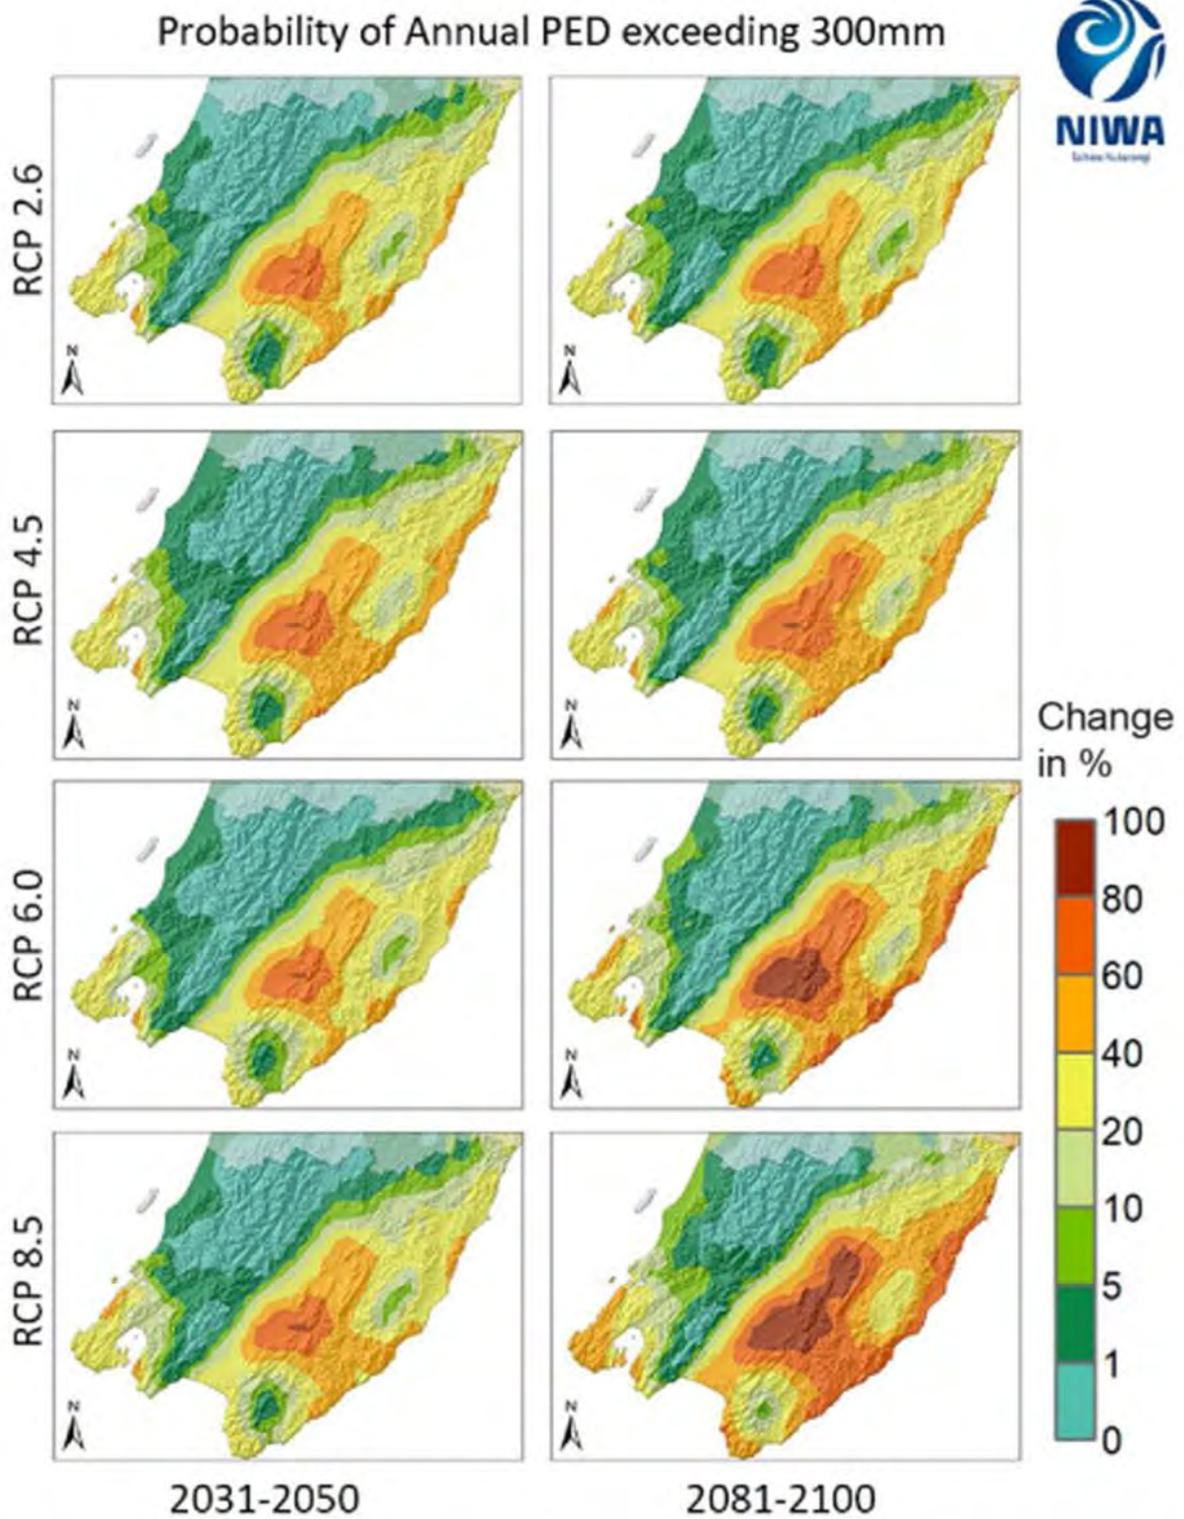 Probability of Annual PED exceeding 300mm
NIWA
RCP 2.6
N
N
RCP 4.5
N
N
Change
in %
RCP 6.0
N
N
100
80
60
40
20
10
5
1
0
RCP 8.5
N
N
2031-2050
2081-2100